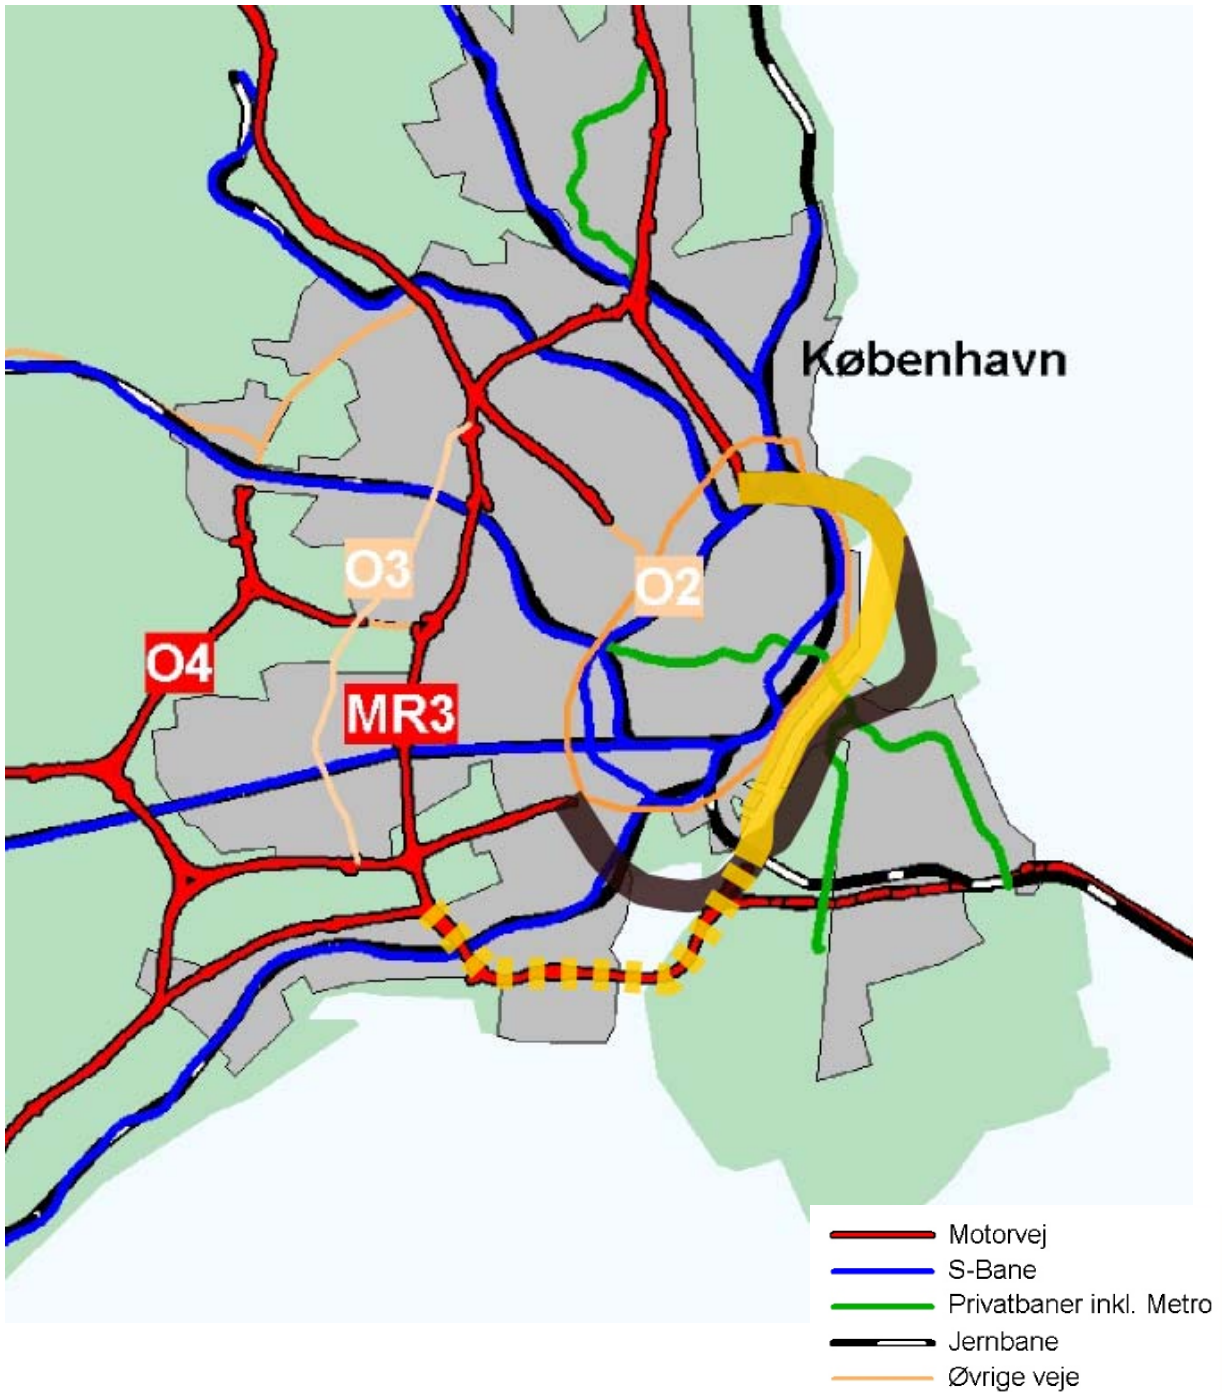 København
O3
O2
O4
MR3
Motorvej
S-Bane
Privatbaner inkl. Metro
Jernbane
Øvrige veje